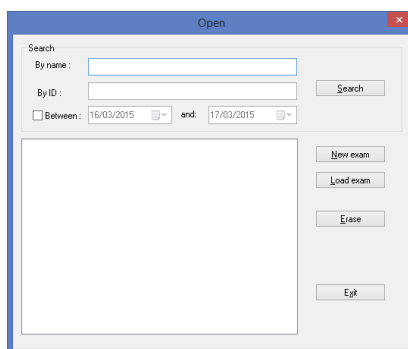 Open
Search
By name :
By ID :
Search
Between : 16/03/2015 and: 17/03/2015
New exam
Load exam
Erase
Exit